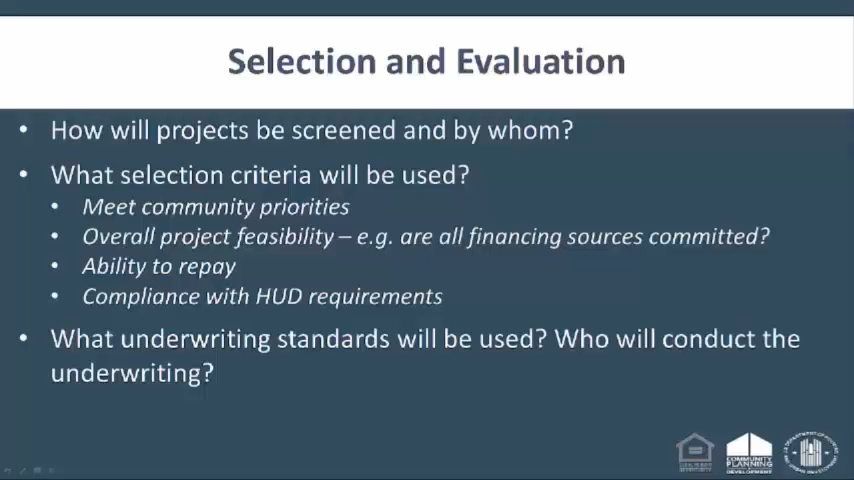 Selection and Evaluation
• How will projects be screened and by whom?
• What selection criteria will be used?
• Meet community priorities
• Overall project feasibility – e.g. are all financing sources committed?
• Ability to repay
• Compliance with HUD requirements
• What underwriting standards will be used? Who will conduct the
underwriting?
COMMUNITY
PLANNING
DEVELOPMENT